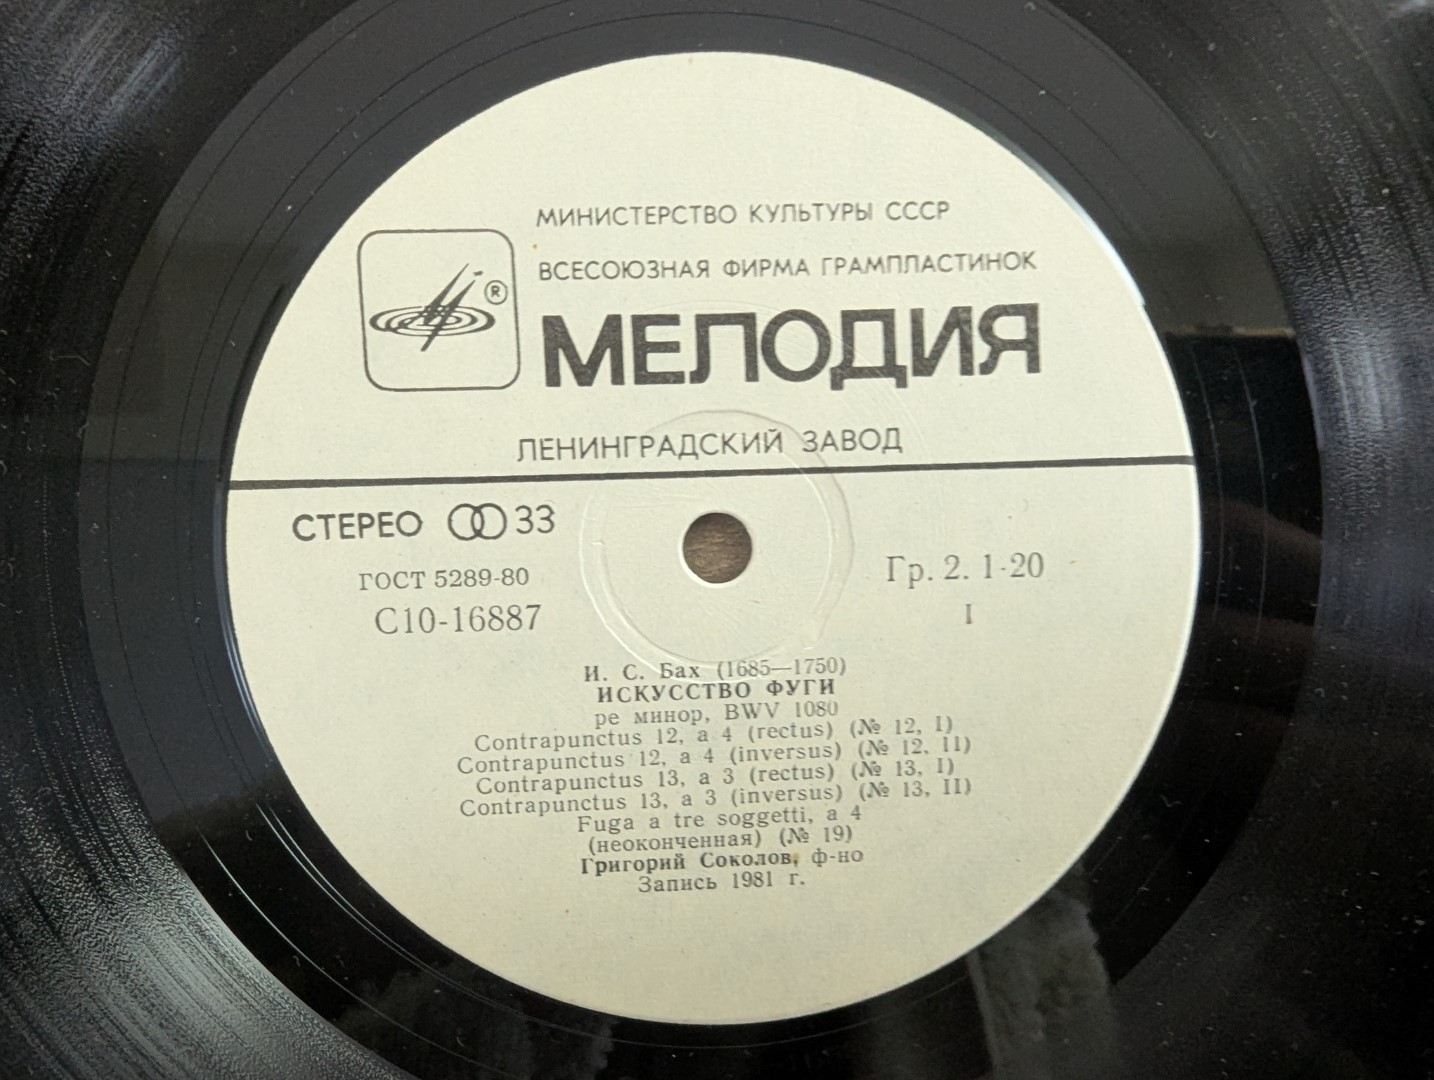 МИНИСТЕРСТВО КУЛЬТУРЫ СССР
ВСЕСОЮЗНАЯ ФИРМА ГРАМПЛАСТИНОК
®
МЕЛОДИЯ
ЛЕНИНГРАДСКИЙ ЗАВОД
СТЕРЕО 33
ГОСТ 5289-80
С10-16887
Гр. 2. 1-20
I
И. С. Бах (1685—1750)
ИСКУССТВО ФУГИ
ре минор, BWV 1080
Contrapunctus 12, a 4 (rectus) (№ 12, I)
Contrapunctus 12, a 4 (inversus) (№ 12, II)
Contrapunctus 13, a 3 (rectus) (№ 13, I)
Contrapunctus 13, a 3 (inversus) (№ 13, II)
Fuga a tre soggetti, a 4
(неоконченная) (№ 19)
Григорий Соколов, ф-но
Запись 1981 г.